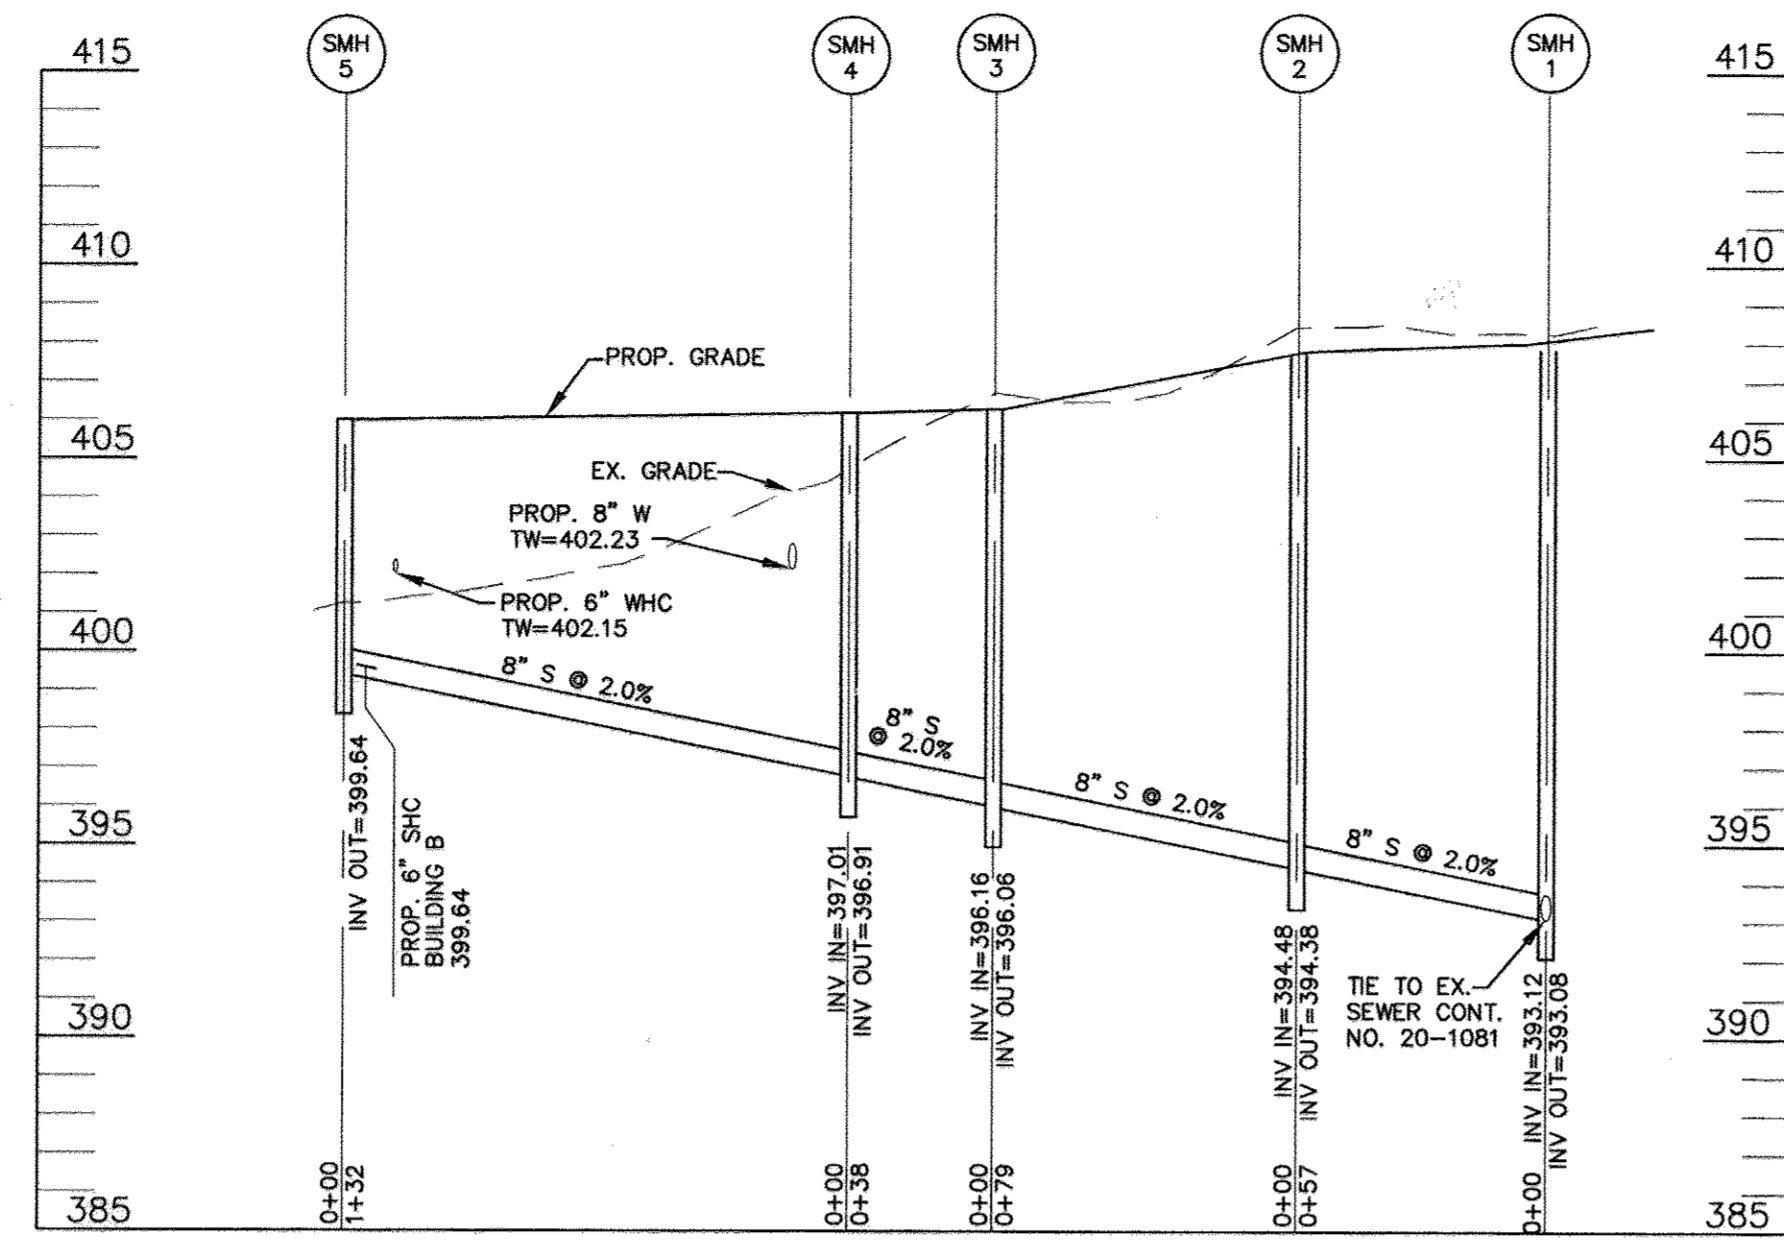 SMH
5
SMH
4
SMH
3
SMH
2
SMH
1
415
415
410
410
PROP. GRADE
405
405
EX. GRADE
PROP. 8" W
TW=402.23
PROP. 6" WHC
TW=402.15
400
400
8" S @ 2.0%
8" S
@ 2.0%
8" S @ 2.0%
8" S @ 2.0%
395
395
INV OUT=399.64
PROP. 6" SHC
BUILDING B
399.64
INV IN=397.01
INV OUT=396.91
INV IN=396.16
INV OUT=396.06
INV IN=394.48
INV OUT=394.38
TIE TO EX.
SEWER CONT.
NO. 20-1081
INV IN=393.12
INV OUT=393.08
390
390
0+00
1+32
0+00
0+38
0+00
0+79
0+00
0+57
0+00
385
385